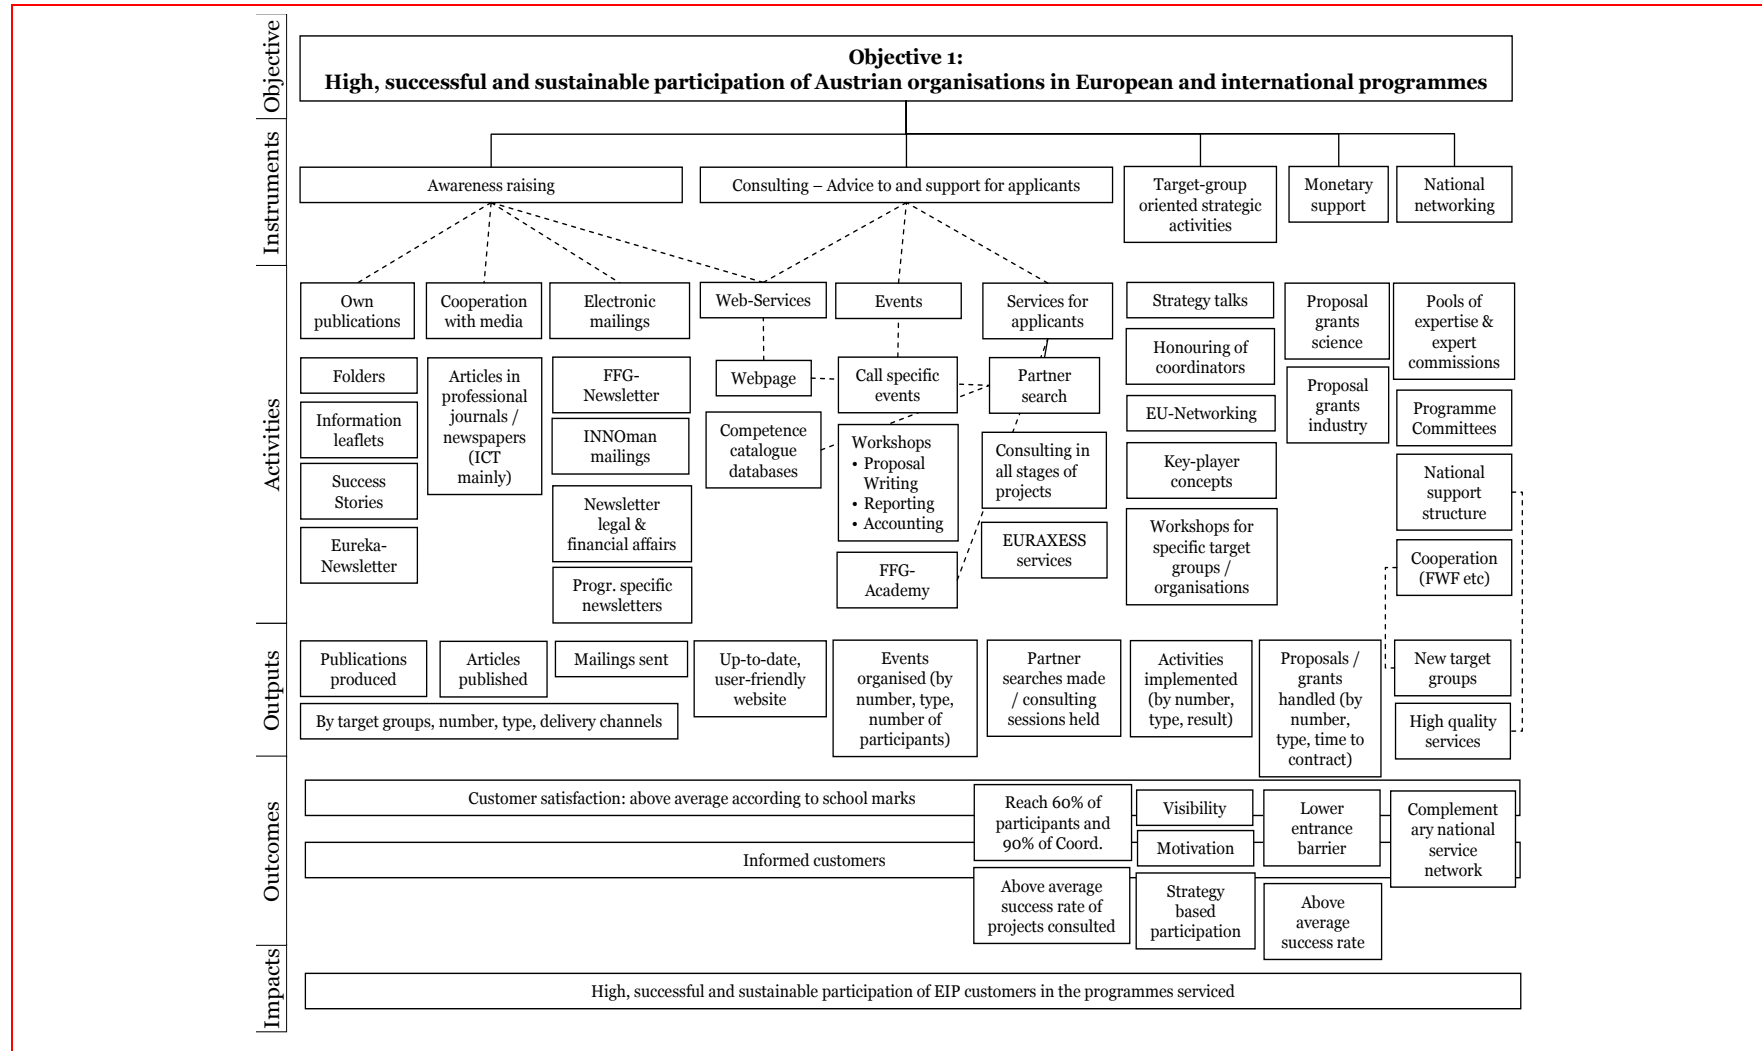 Objective
Objective 1:
High, successful and sustainable participation of Austrian organisations in European and international programmes
Instruments
Awareness raising
Consulting – Advice to and support for applicants
Target-group
oriented strategic
activities
Monetary
support
National
networking
Activities
Own
publications
Cooperation
with media
Electronic
mailings
Web-Services
Events
Services for
applicants
Strategy talks
Proposal
grants
science
Pools of
expertise &
expert
commissions
Folders
Information
leaflets
Success
Stories
Eureka-
Newsletter
Articles in
professional
journals /
newspapers
(ICT
mainly)
FFG-
Newsletter
INNOman
mailings
Newsletter
legal &
financial affairs
Progr. specific
newsletters
Webpage
Competence
catalogue
databases
Call specific
events
Workshops
• Proposal
Writing
• Reporting
• Accounting
FFG-
Academy
Partner
search
Consulting in
all stages of
projects
EURAXESS
services
Honouring of
coordinators
EU-Networking
Key-player
concepts
Workshops for
specific target
groups /
organisations
Proposal
grants
industry
Programme
Committees
National
support
structure
Cooperation
(FWF etc)
Outputs
Publications
produced
Articles
published
Mailings sent
By target groups, number, type, delivery channels
Up-to-date,
user-friendly
website
Events
organised (by
number, type,
number of
participants)
Partner
searches made
/ consulting
sessions held
Activities
implemented
(by number,
type, result)
Proposals /
grants
handled (by
number,
type, time to
contract)
New target
groups
High quality
services
Outcomes
Customer satisfaction: above average according to school marks
Informed customers
Reach 60% of
participants and
90% of Coord.
Above average
success rate of
projects consulted
Visibility
Motivation
Strategy
based
participation
Lower
entrance
barrier
Above
average
success rate
Complement
ary national
service
network
Impacts
High, successful and sustainable participation of EIP customers in the programmes serviced